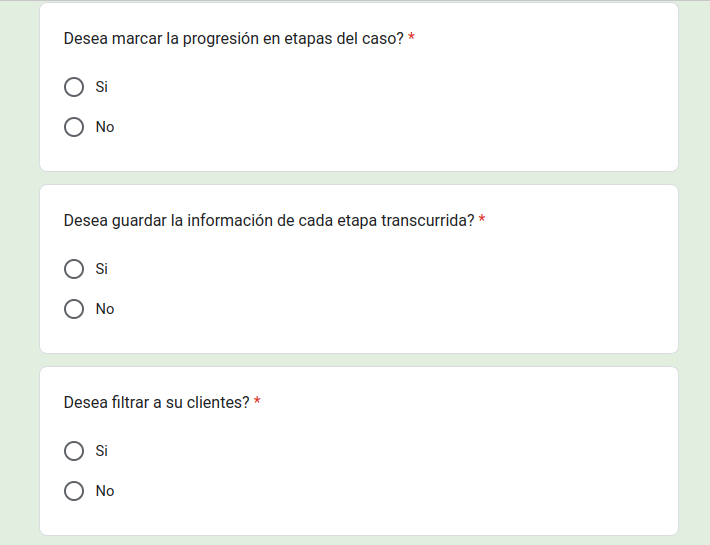 Desea marcar la progresión en etapas del caso? *
Si
No
Desea guardar la información de cada etapa transcurrida? *
Si
No
Desea filtrar a su clientes? *
Si
No